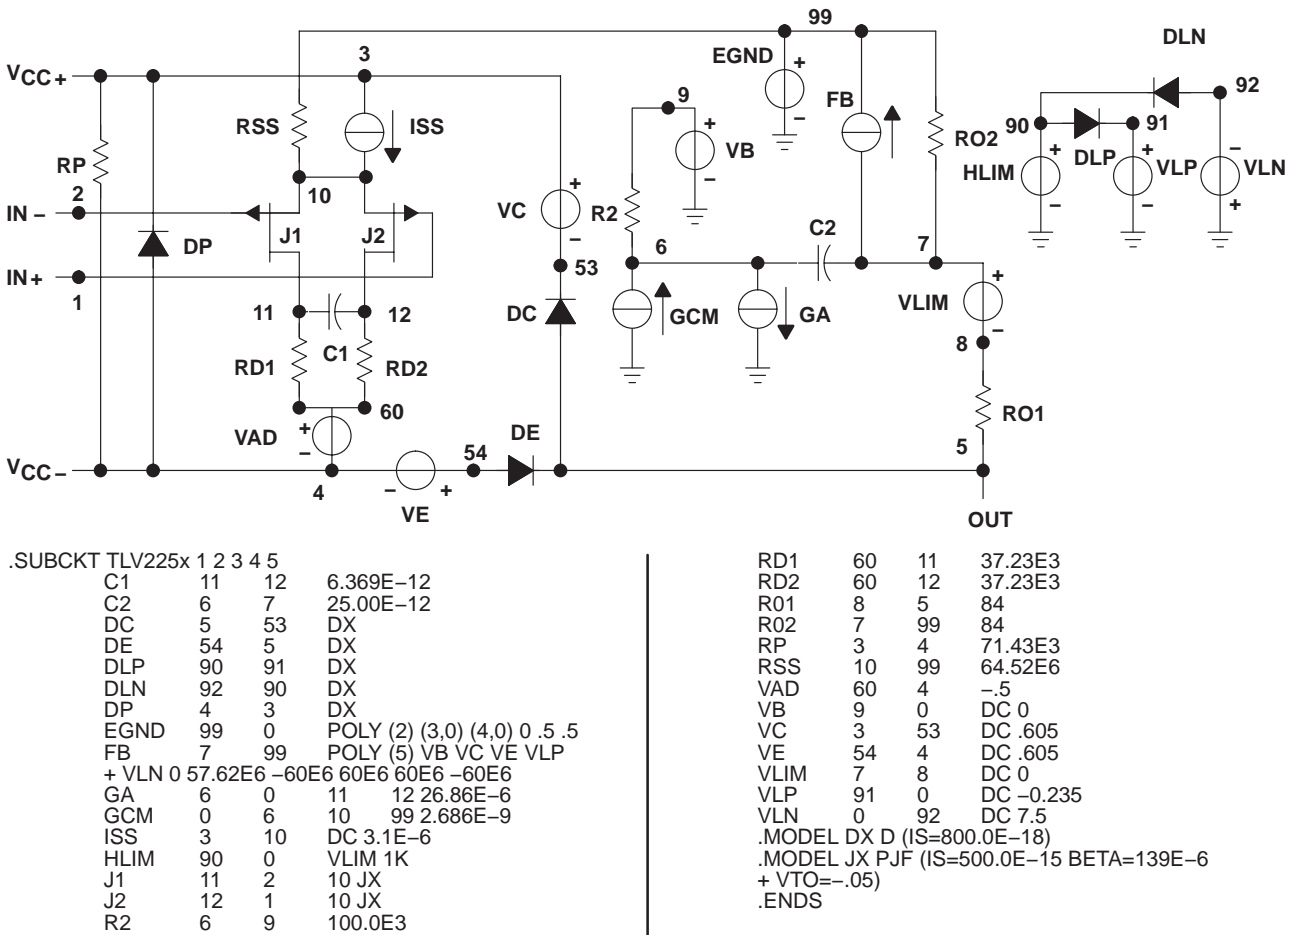 99
DLN
3
EGND
+
VCC+
9
92
FB
RSS
ISS
+
90
91
RP
VB
RO2
+
–
DLP
+
–
2
10
HLIM
VLP
VLN
–
–
+
IN –
VC
+
R2
C2
J1
J2
–
6
7
DP
IN+
53
+
1
VLIM
11
12
DC
GCM
GA
–
8
C1
RD1
RD2
60
RO1
VAD
+
–
DE
54
5
VCC–
4
–
+
VE
OUT
.SUBCKT TLV225x 1 2 3 4 5
C1 11 12 6.369E–12
C2 6 7 25.00E–12
DC 5 53 DX
DE 54 5 DX
DLP 90 91 DX
DLN 92 90 DX
DP 4 3 DX
EGND 99 0 POLY (2) (3,0) (4,0) 0 .5 .5
FB 7 99 POLY (5) VB VC VE VLP
+ VLN 0 57.62E6 –60E6 60E6 60E6 –60E6
GA 6 0 11 12 26.86E–6
GCM 0 6 10 99 2.686E–9
ISS 3 10 DC 3.1E–6
HLIM 90 0 VLIM 1K
J1 11 2 10 JX
J2 12 1 10 JX
R2 6 9 100.0E3
RD1 60 11 37.23E3
RD2 60 12 37.23E3
R01 8 5 84
R02 7 99 84
RP 3 4 71.43E3
RSS 10 99 64.52E6
VAD 60 4 –.5
VB 9 0 DC 0
VC 3 53 DC .605
VE 54 4 DC .605
VLIM 7 8 DC 0
VLP 91 0 DC –0.235
VLN 0 92 DC 7.5
.MODEL DX D (IS=800.0E–18)
.MODEL JX PJF (IS=500.0E–15 BETA=139E–6
+ VTO=–.05)
.ENDS